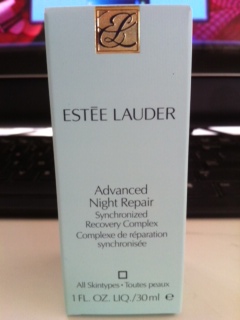 ESTĒE LAUDER
Advanced
Night Repair
Synchronized
Recovery Complex
Complexe de réparation
synchronisée
All Skintypes • Toutes peaux
1 FL. OZ. LIQ./30 ml ℮